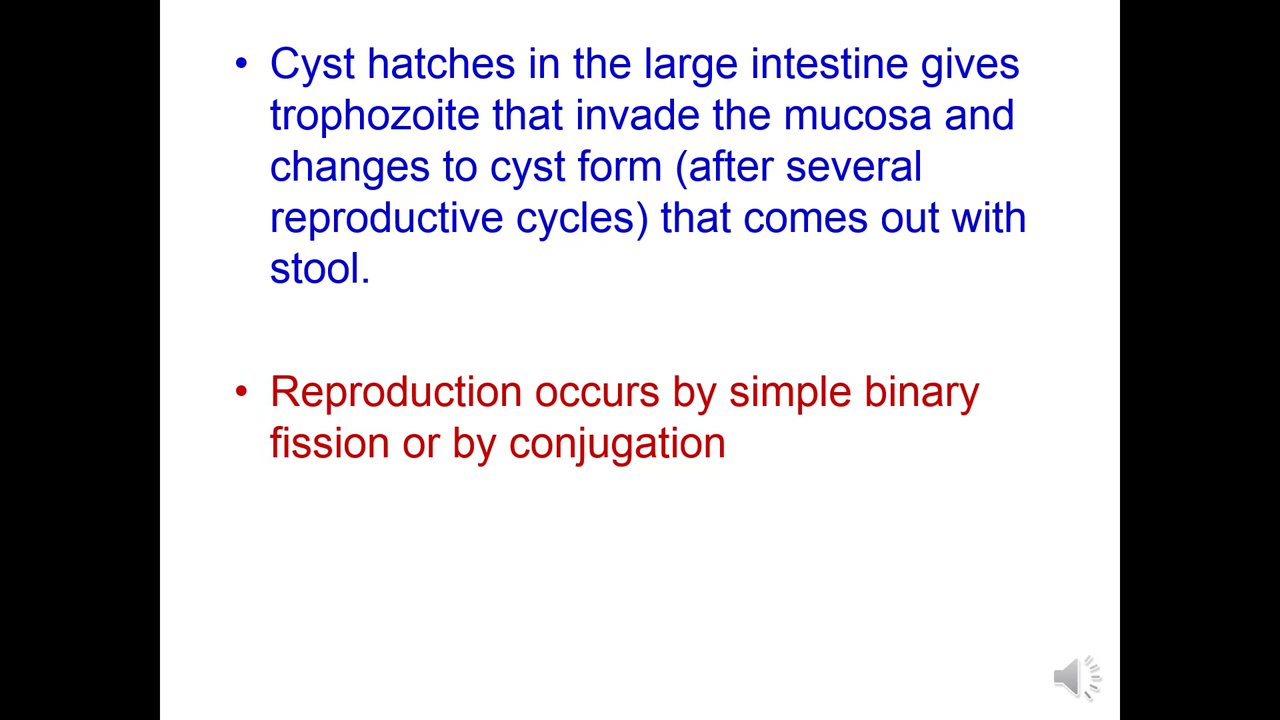 • Cyst hatches in the large intestine gives
trophozoite that invade the mucosa and
changes to cyst form (after several
reproductive cycles) that comes out with
stool.
• Reproduction occurs by simple binary
fission or by conjugation